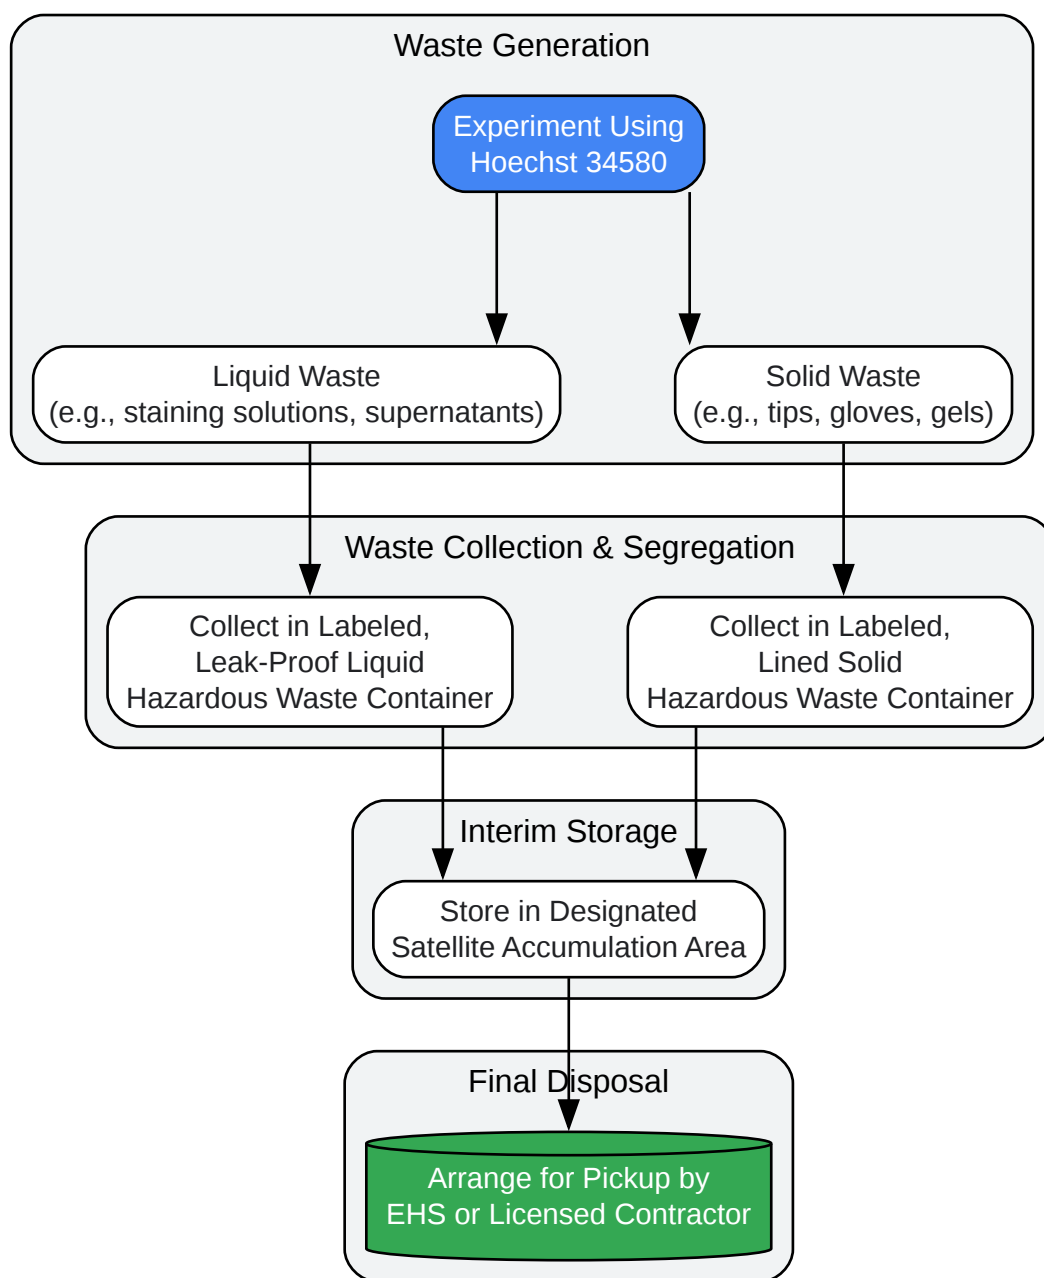 Waste Generation
Experiment Using
Hoechst 34580
Liquid Waste
(e.g., staining solutions, supernatants)
Solid Waste
(e.g., tips, gloves, gels)
Waste Collection & Segregation
Collect in Labeled,
Leak-Proof Liquid
Hazardous Waste Container
Collect in Labeled,
Lined Solid
Hazardous Waste Container
Interim Storage
Store in Designated
Satellite Accumulation Area
Final Disposal
Arrange for Pickup by
EHS or Licensed Contractor